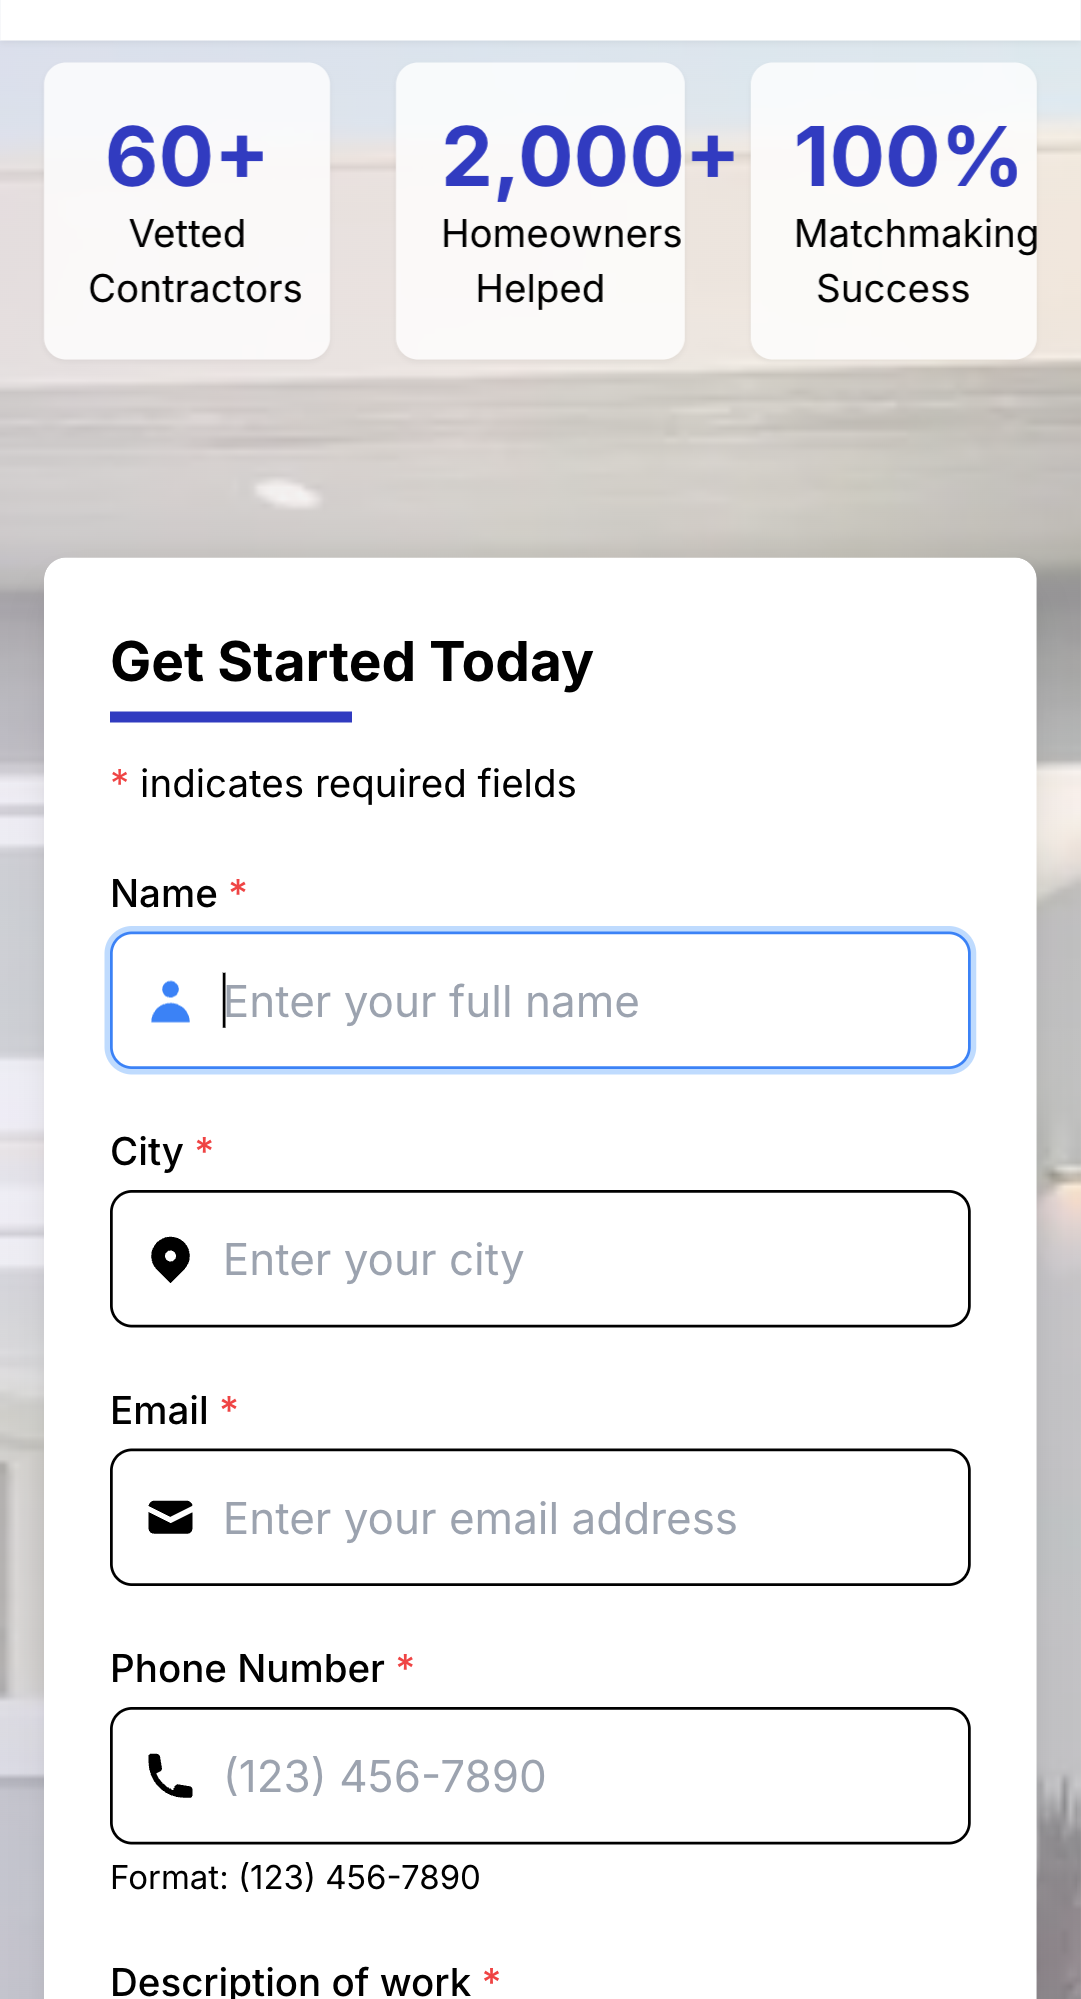 60+
Vetted
Contractors
2,000+
Homeowners
Helped
100%
Matchmaking
Success
Get Started Today
* indicates required fields
Name *
Enter your full name
City *
Enter your city
Email *
Enter your email address
Phone Number *
(123) 456-7890
Format: (123) 456-7890
Description of work *